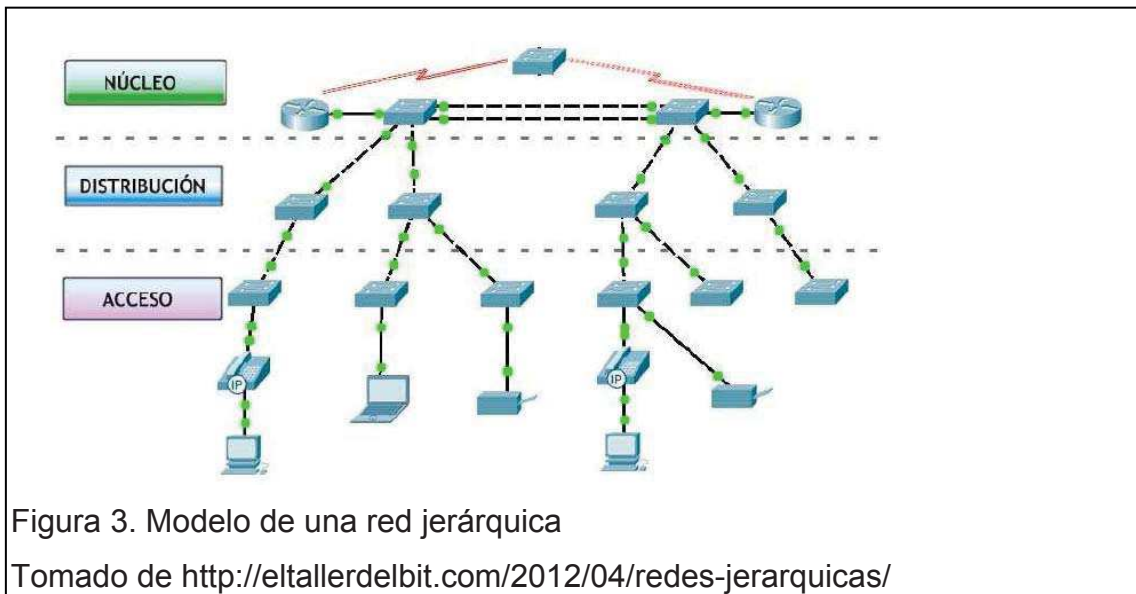 NÚCLEO
DISTRIBUCIÓN
ACCESO
IP
IP
Figura 3. Modelo de una red jerárquica
Tomado de http://eltallerdelbit.com/2012/04/redes-jerarquicas/